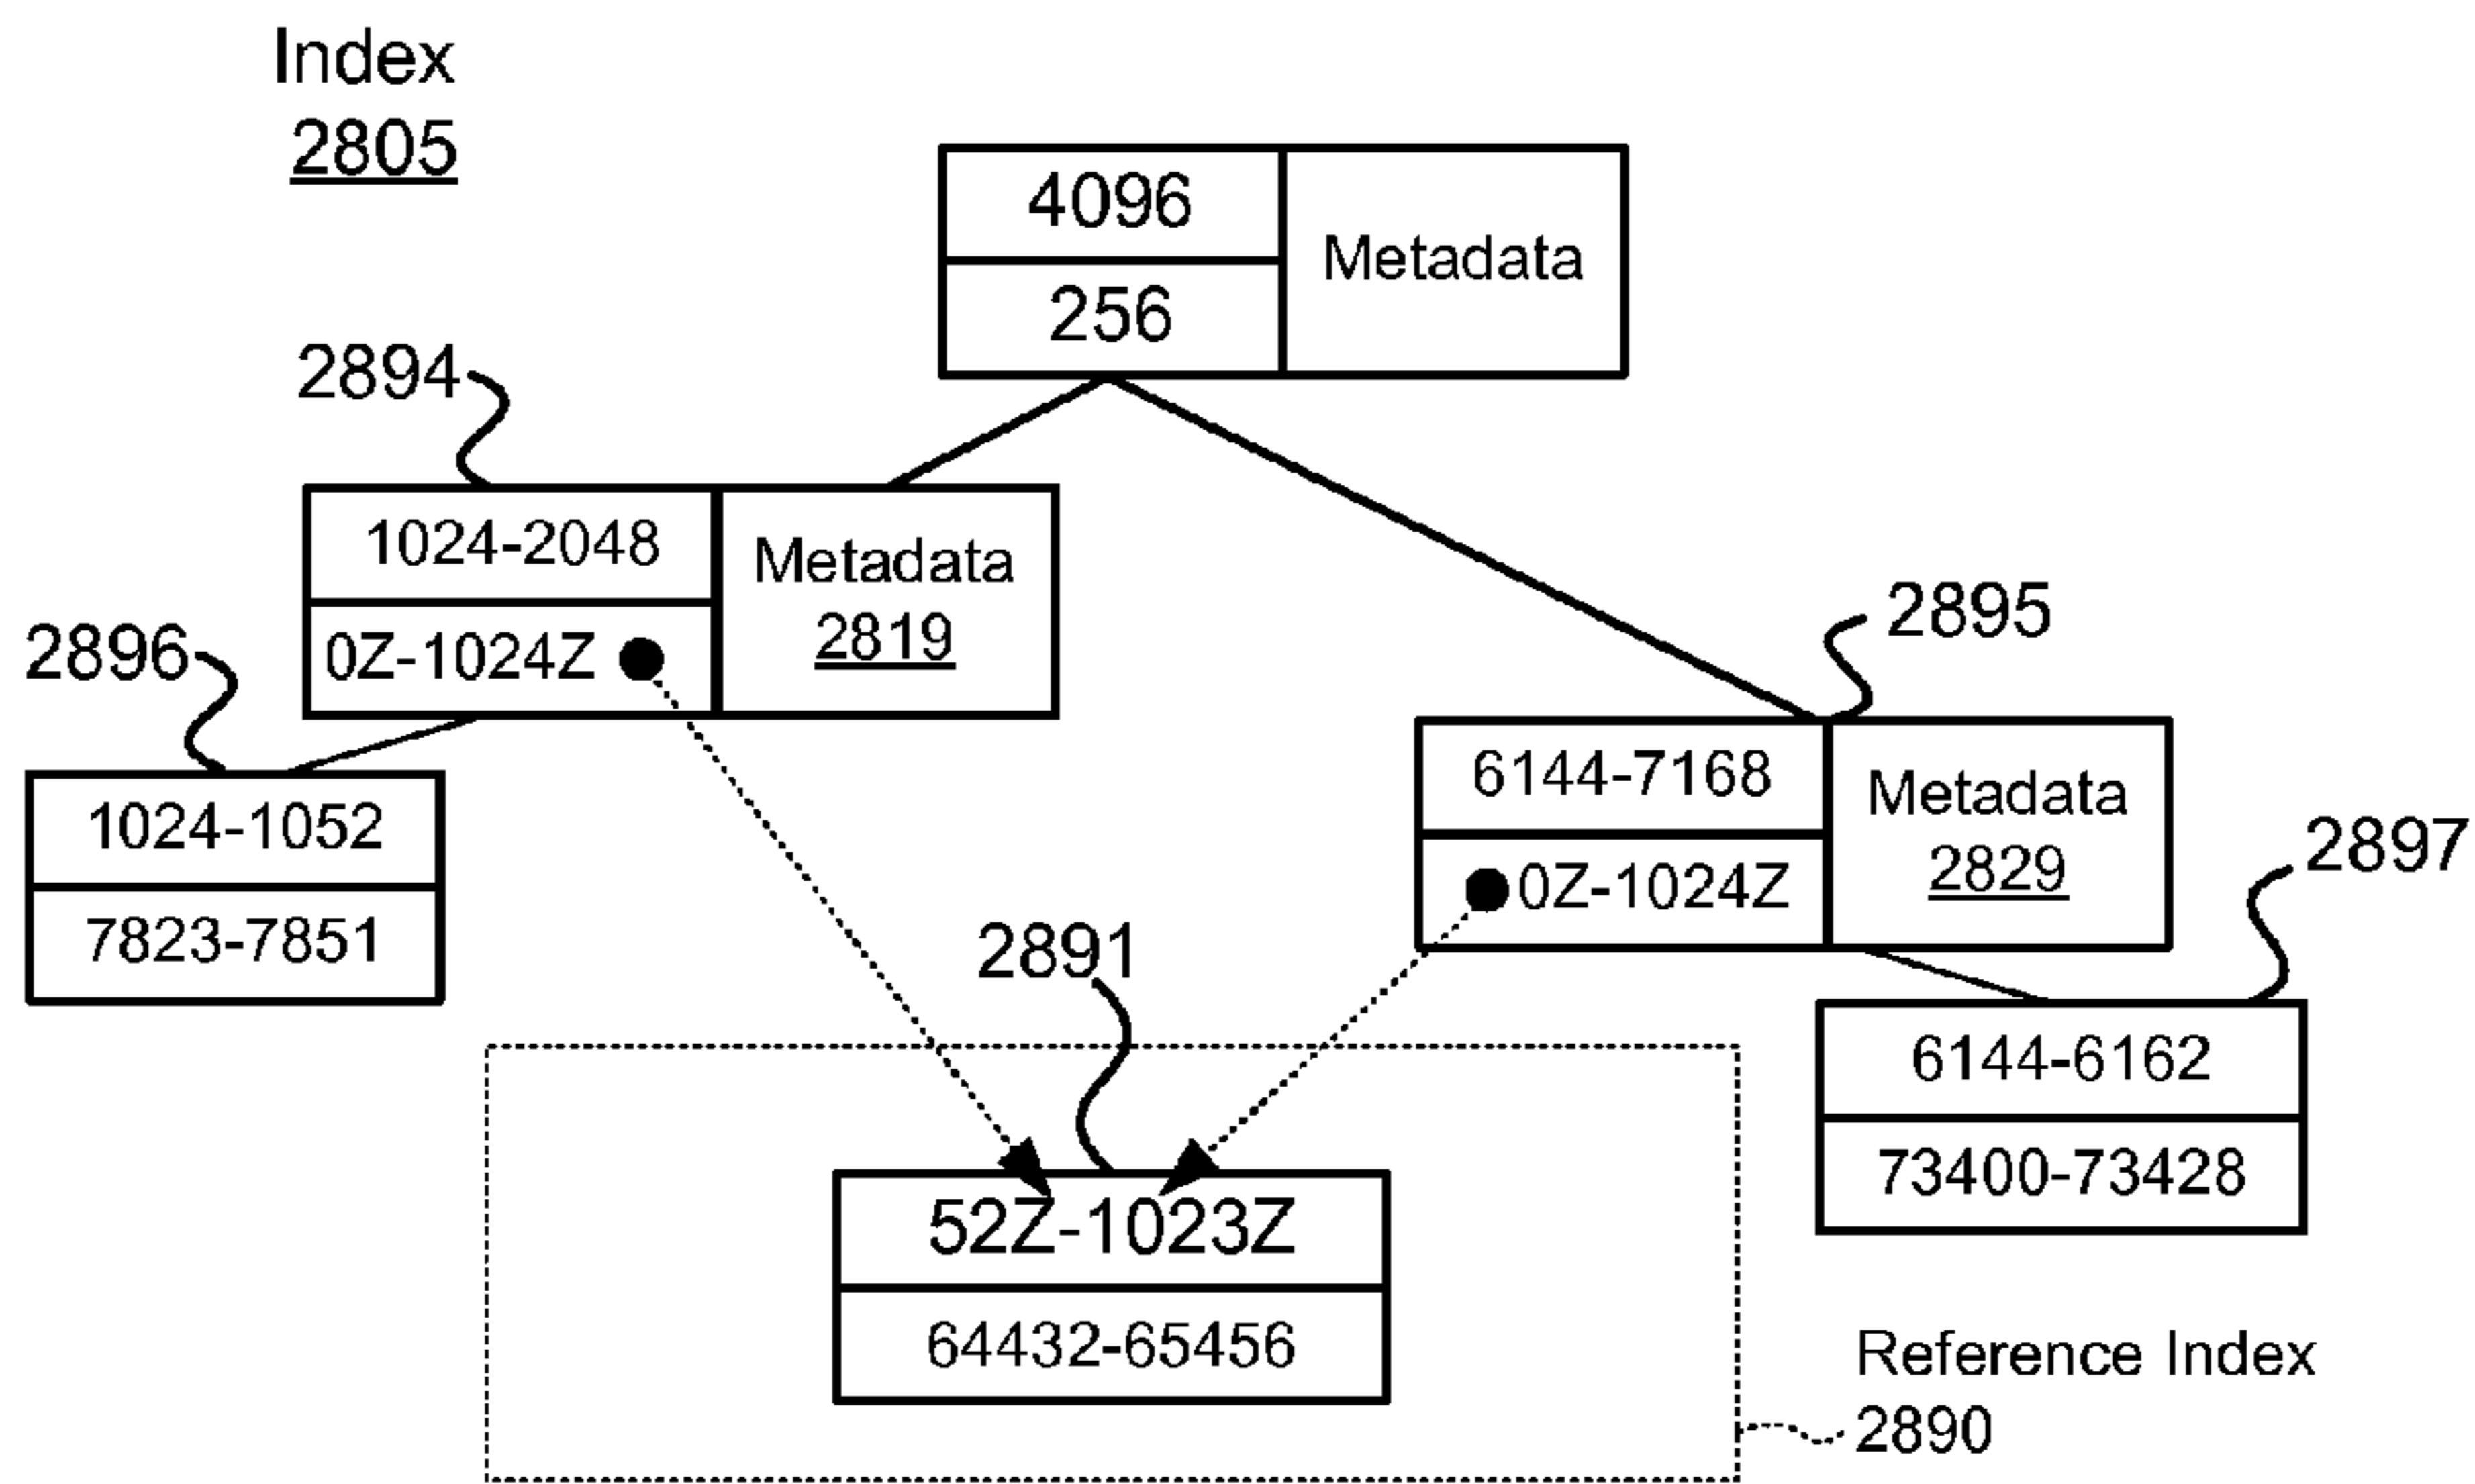 Index
2805
4096
256
Metadata
2894
1024-2048
0Z-1024Z
Metadata
2819
2896
1024-1052
7823-7851
2895
6144-7168
0Z-1024Z
Metadata
2829
2897
6144-6162
73400-73428
2891
52Z-1023Z
64432-65456
Reference Index
2890